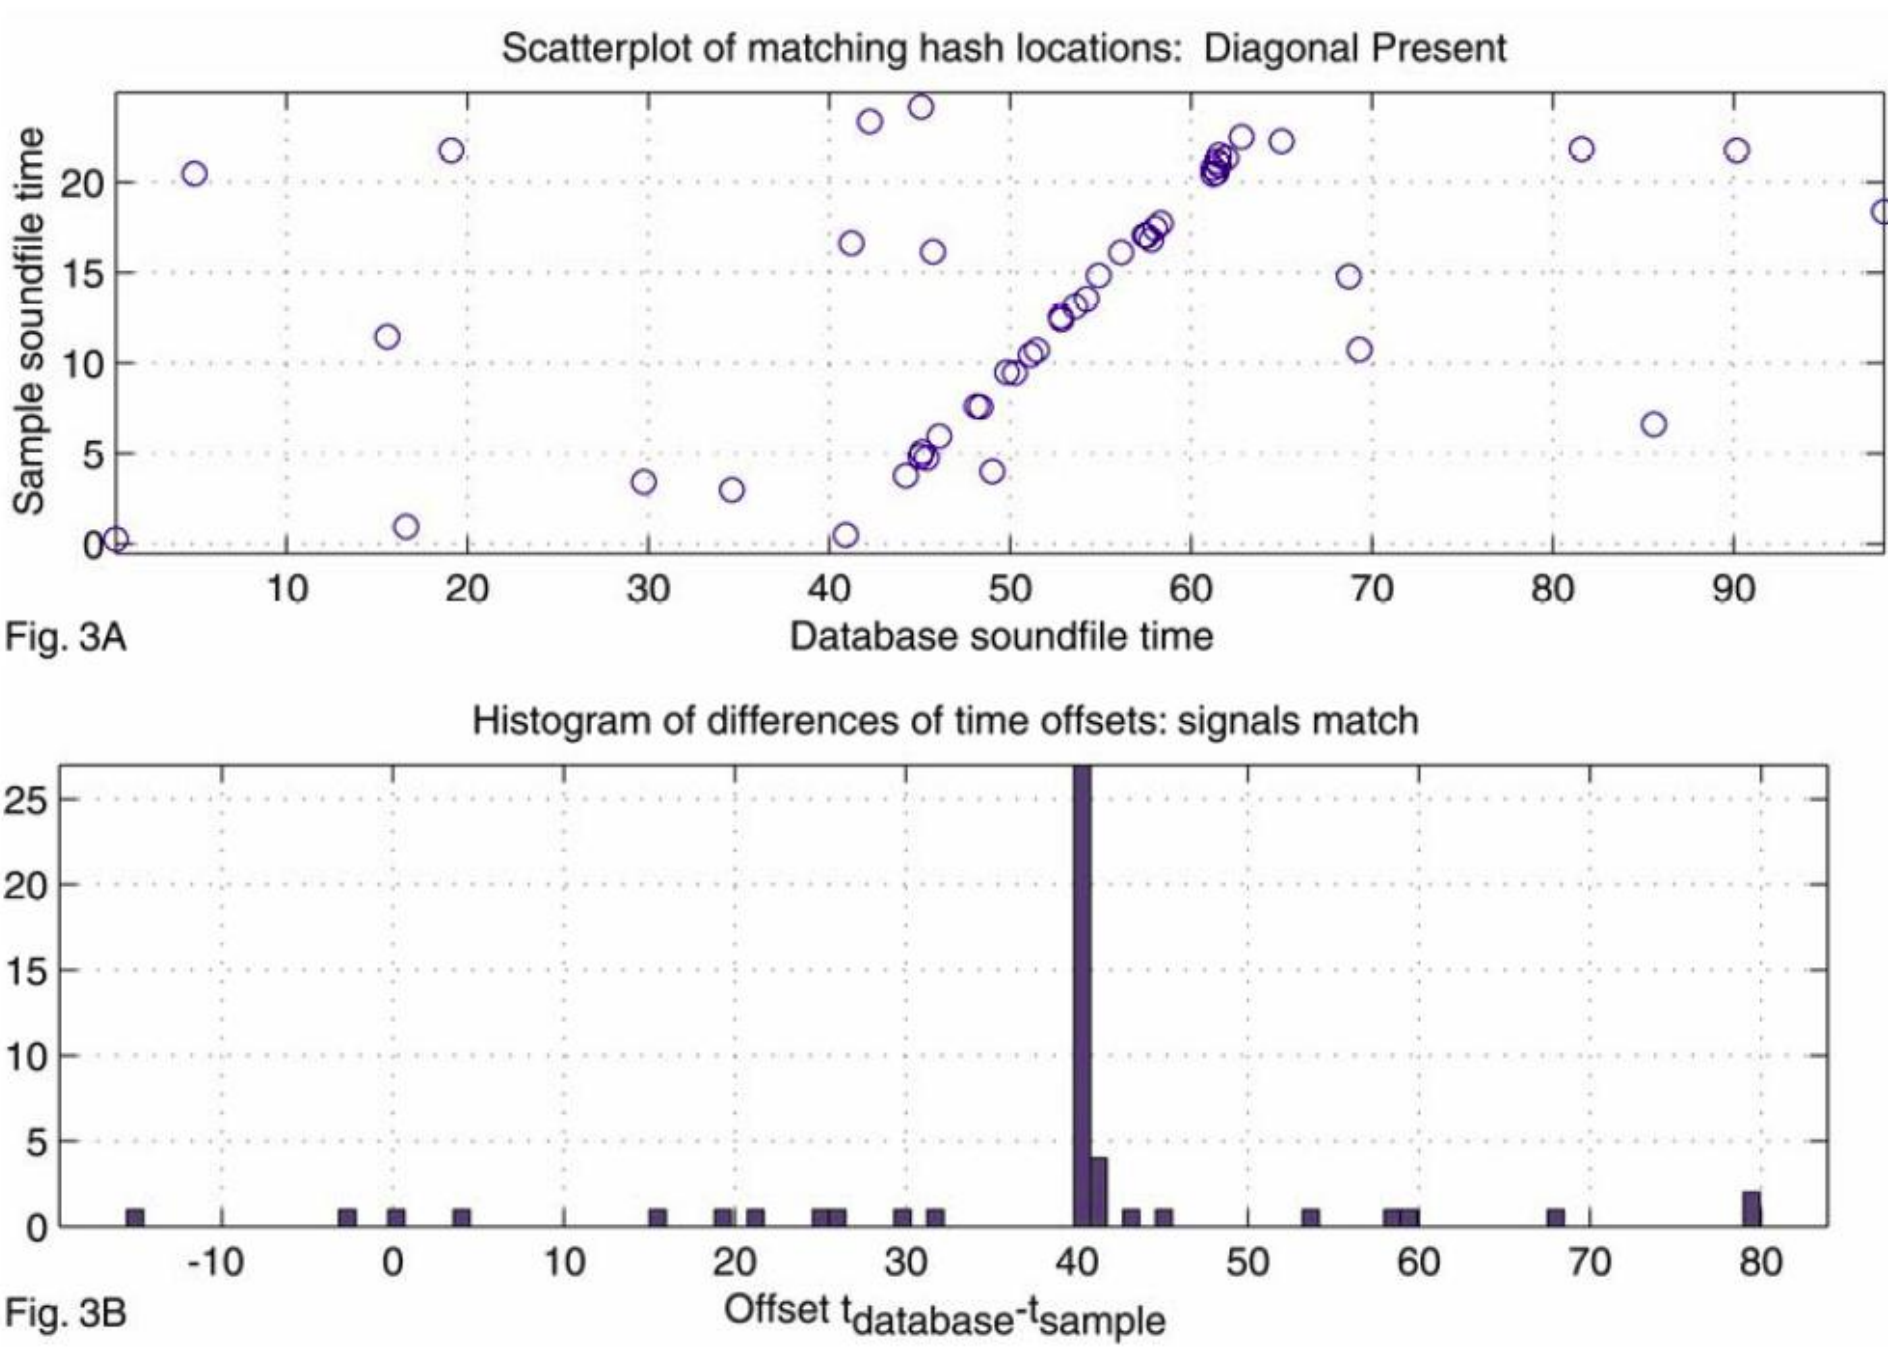 Scatterplot of matching hash locations: Diagonal Present
Sample soundfile time
20
15
10
5
0
10 20 30 40 50 60 70 80 90
Fig. 3A
Database soundfile time
Histogram of differences of time offsets: signals match
25
20
15
10
5
0
-10 0 10 20 30 40 50 60 70 80
Fig. 3B
Offset tdatabase-tsample